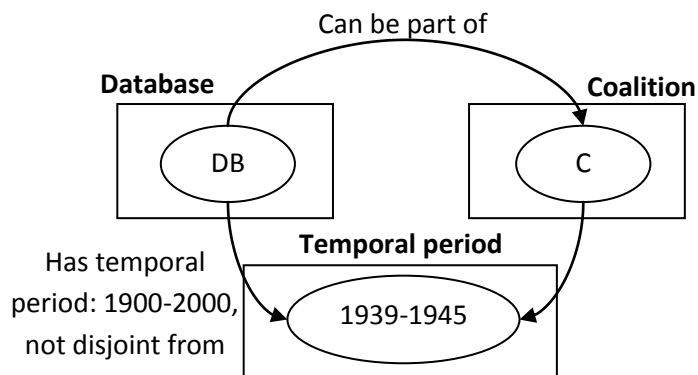 Can be part of
Database
Coalition
DB
C
Temporal period
Has temporal
period: 1900-2000,
not disjoint from
1939-1945